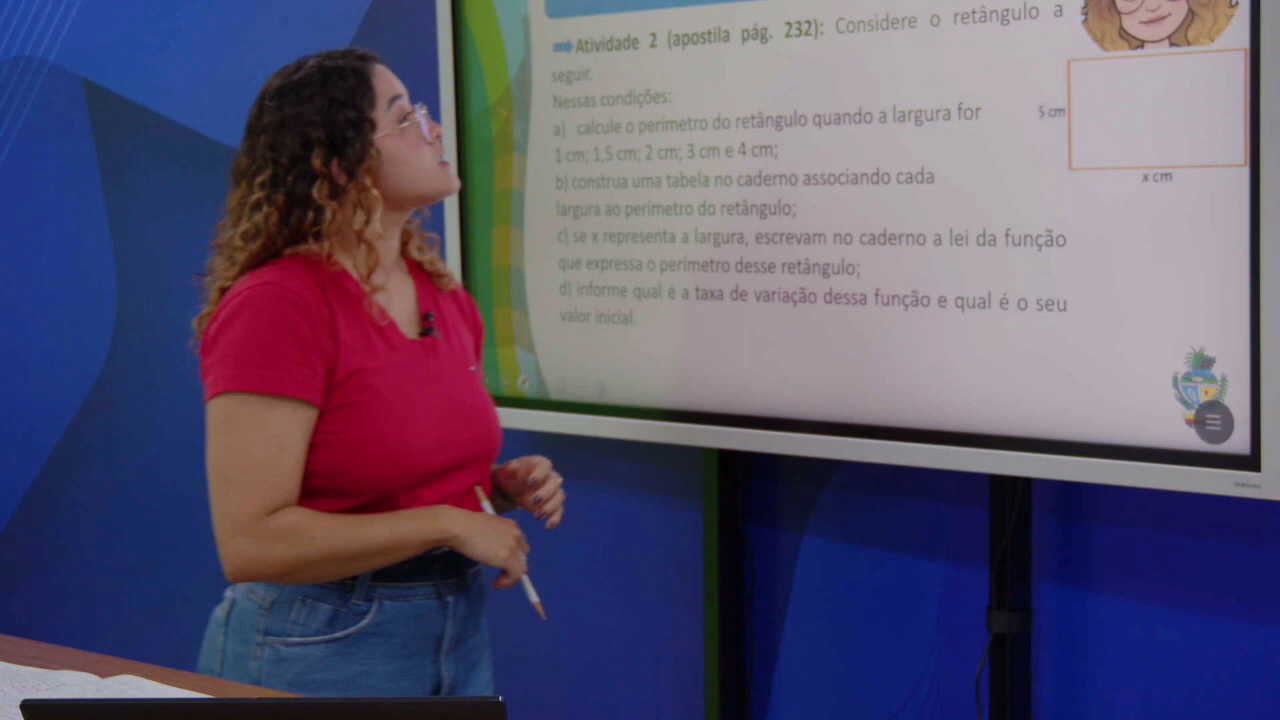 Atividade 2 (apostila pág. 232): Considere o retângulo a
seguir.
Nessas condições:
a) calcule o perímetro do retângulo quando a largura for
1 cm; 1,5 cm; 2 cm; 3 cm e 4 cm;
b) construa uma tabela no caderno associando cada
largura ao perímetro do retângulo;
c) se x representa a largura, escrevam no caderno a lei da função
que expressa o perímetro desse retângulo;
d) informe qual é a taxa de variação dessa função e qual é o seu
valor inicial.
5 cm
x cm
SAMSUNG